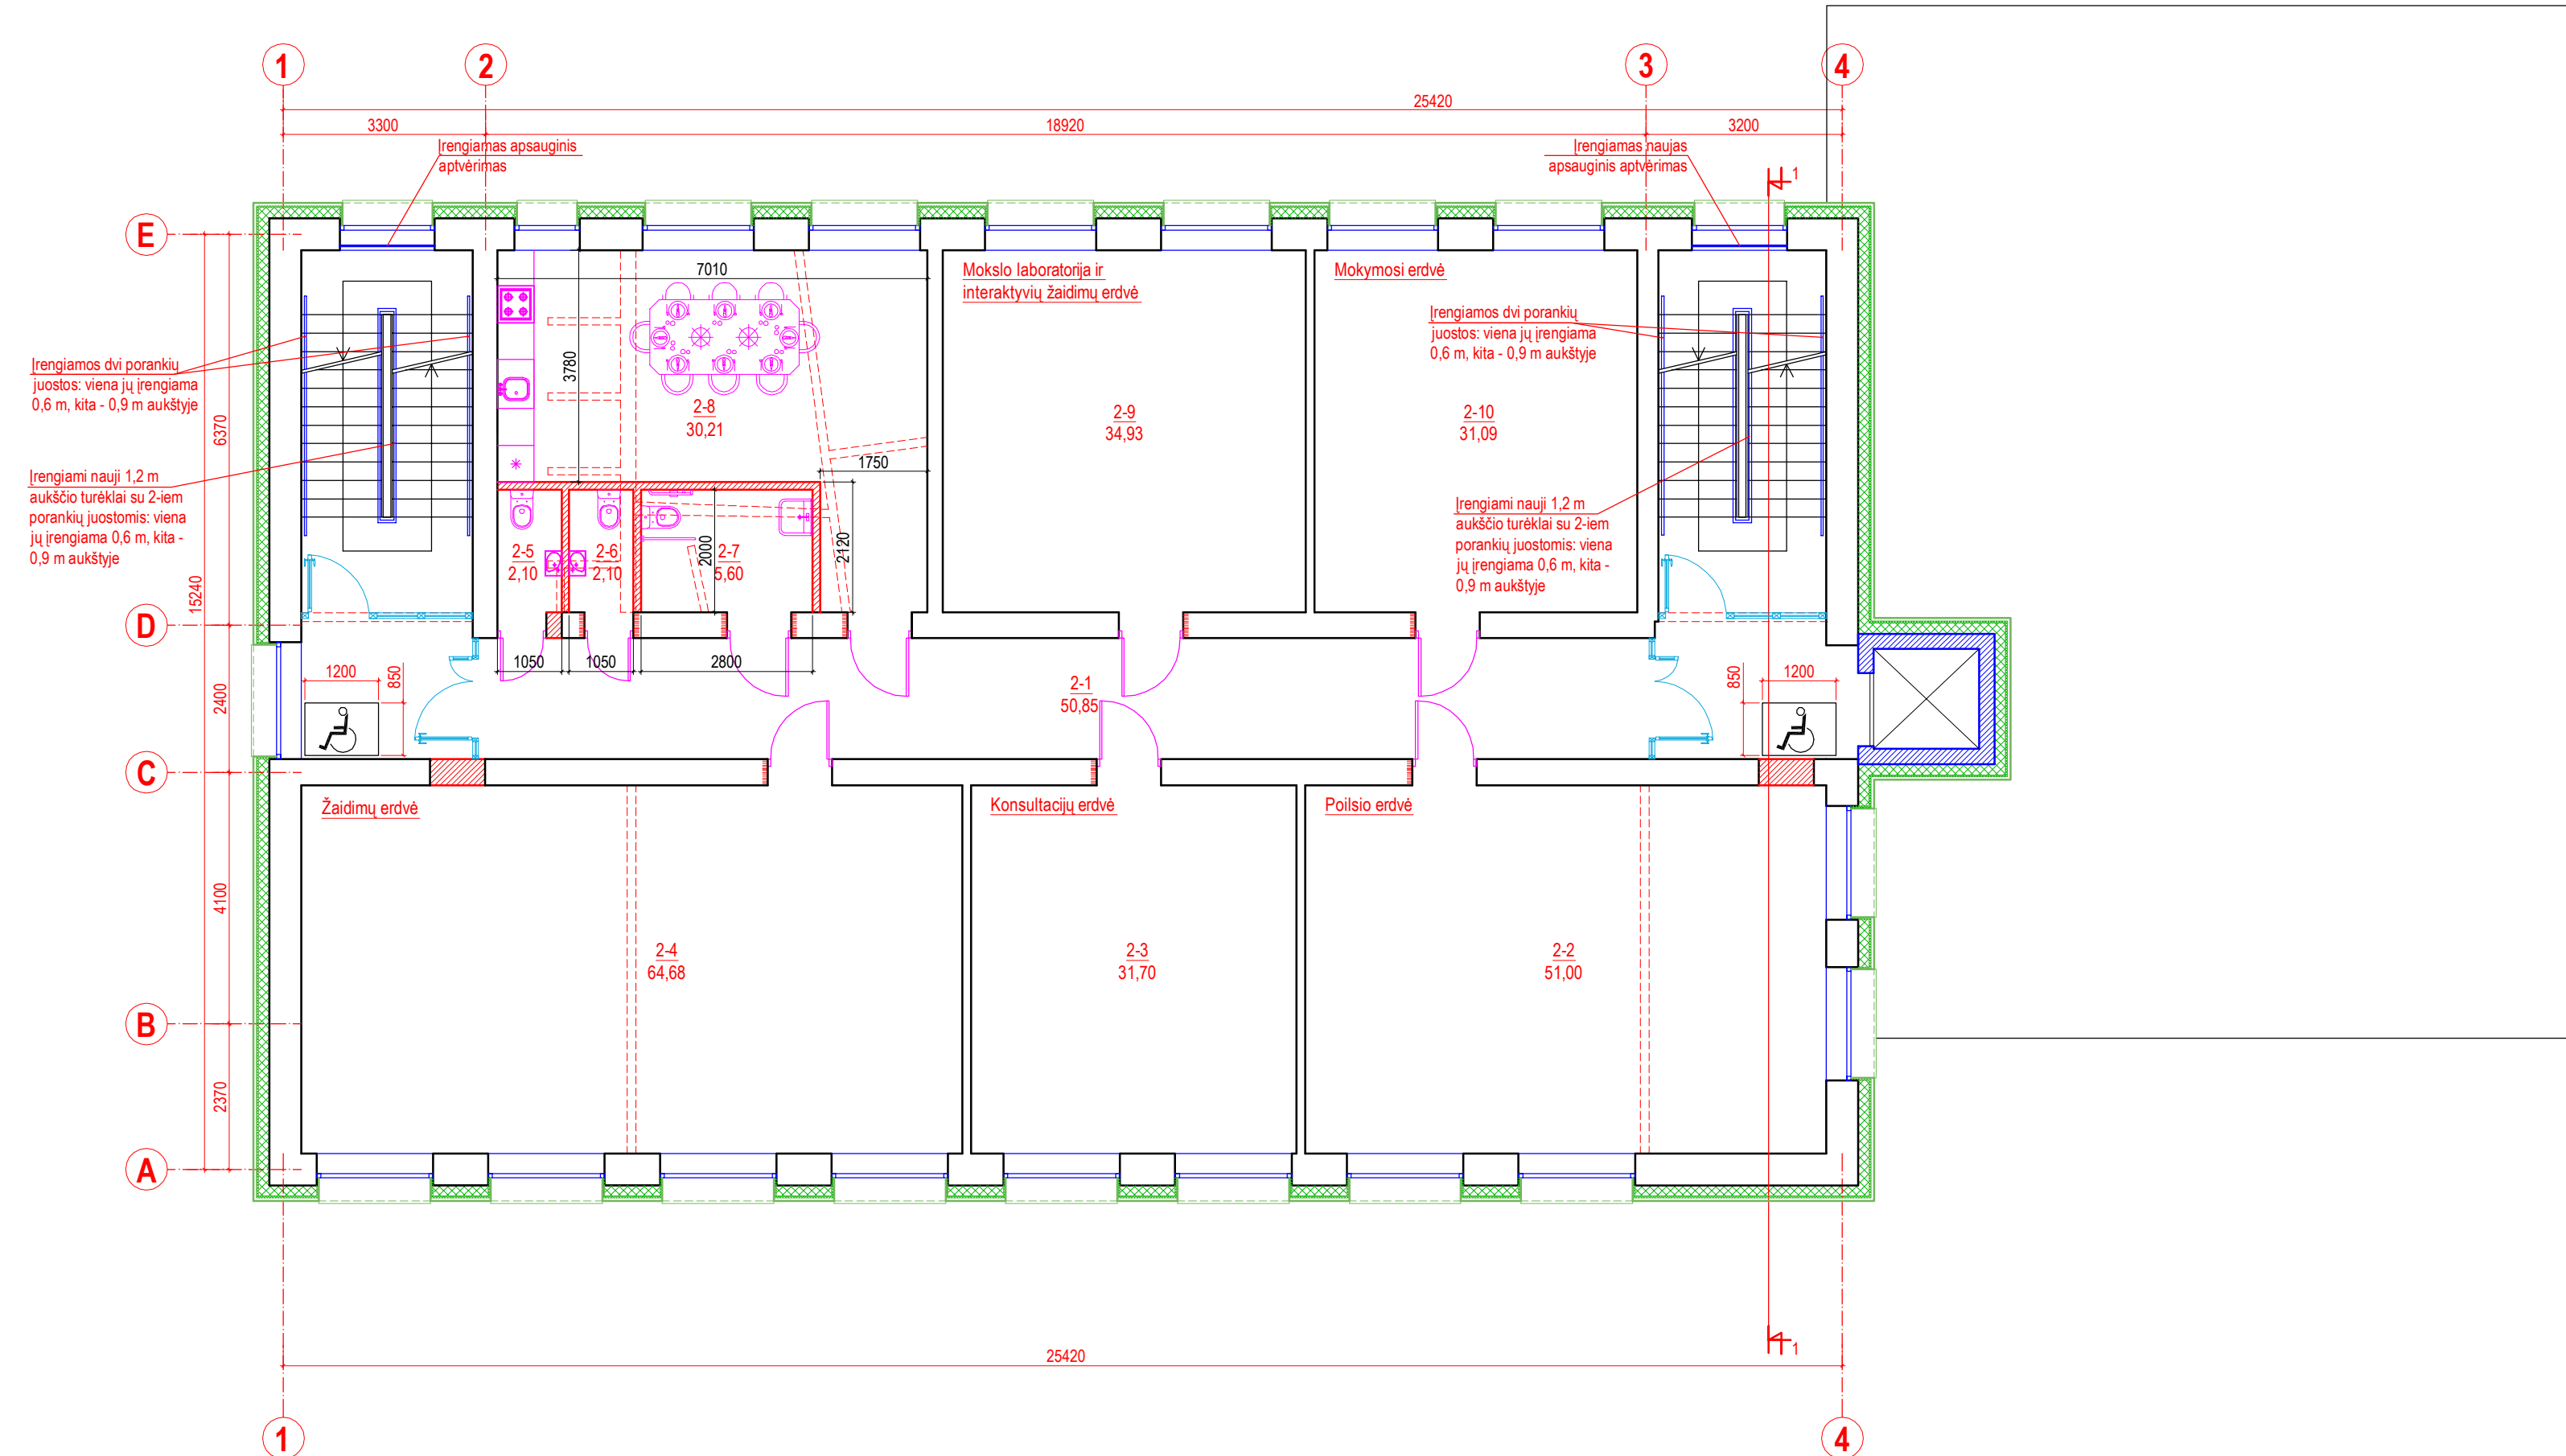 1
2
3
4
25420
3300
18920
3200
Įrengiamas apsauginis
aptvėrimas
Įrengiamas naujas
apsauginis aptvėrimas
1
E
7010
Mokslo laboratorija ir
interaktyvių žaidimų erdvė
Mokymosi erdvė
Įrengiamos dvi porankių
juostos: viena jų įrengiama
0,6 m, kita - 0,9 m aukštyje
Įrengiamos dvi porankių
juostos: viena jų įrengiama
0,6 m, kita - 0,9 m aukštyje
3780
2-8
30,21
2-9
34,93
2-10
31,09
6370
1750
Įrengiami nauji 1,2 m
aukščio turėklai su 2-iem
porankių juostomis: viena
jų įrengiama 0,6 m, kita -
0,9 m aukštyje
Įrengiami nauji 1,2 m
aukščio turėklai su 2-iem
porankių juostomis: viena
jų įrengiama 0,6 m, kita -
0,9 m aukštyje
2-5
2,10
2-6
2,10
2000
2-7
5,60
2120
15240
D
1050
1050
2800
1200
850
2-1
50,85
850
1200
2400
C
Žaidimų erdvė
Konsultacijų erdvė
Poilsio erdvė
4100
2-4
64,68
2-3
31,70
2-2
51,00
B
2370
A
1
25420
1
4